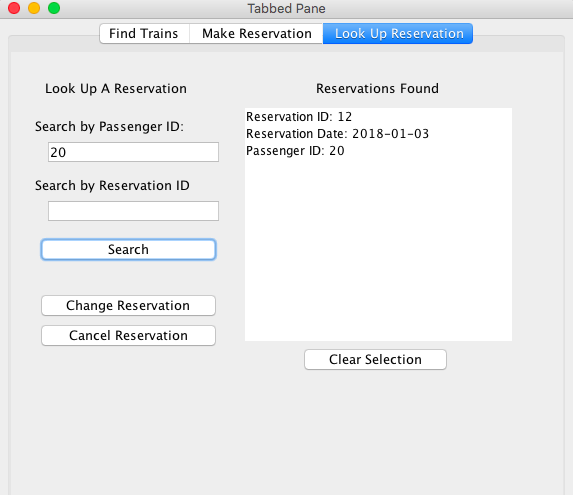 Tabbed Pane
Find Trains
Make Reservation
Look Up Reservation
Look Up A Reservation
Search by Passenger ID:
20
Search by Reservation ID
Search
Change Reservation
Cancel Reservation
Reservations Found
Reservation ID: 12
Reservation Date: 2018-01-03
Passenger ID: 20
Clear Selection